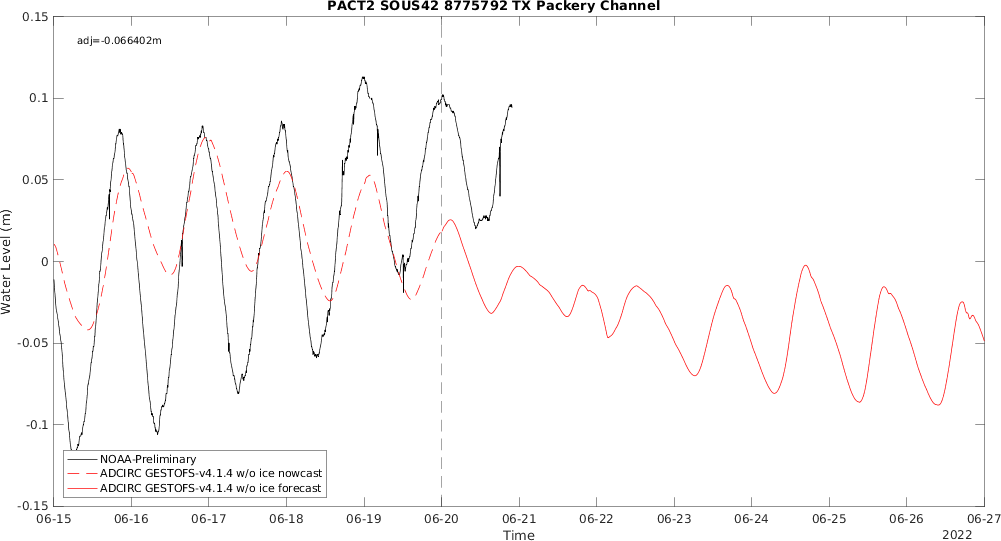 PACT2 SOUS42 8775792 TX Packery Channel
adj=-0.066402m
0.15
0.1
0.05
0
-0.05
-0.1
-0.15
Water Level (m)
NOAA-Preliminary
ADCIRC GESTOFS-v4.1.4 w/o ice nowcast
ADCIRC GESTOFS-v4.1.4 w/o ice forecast
06-15 06-16 06-17 06-18 06-19 06-20 06-21 06-22 06-23 06-24 06-25 06-26 06-27
Time
2022